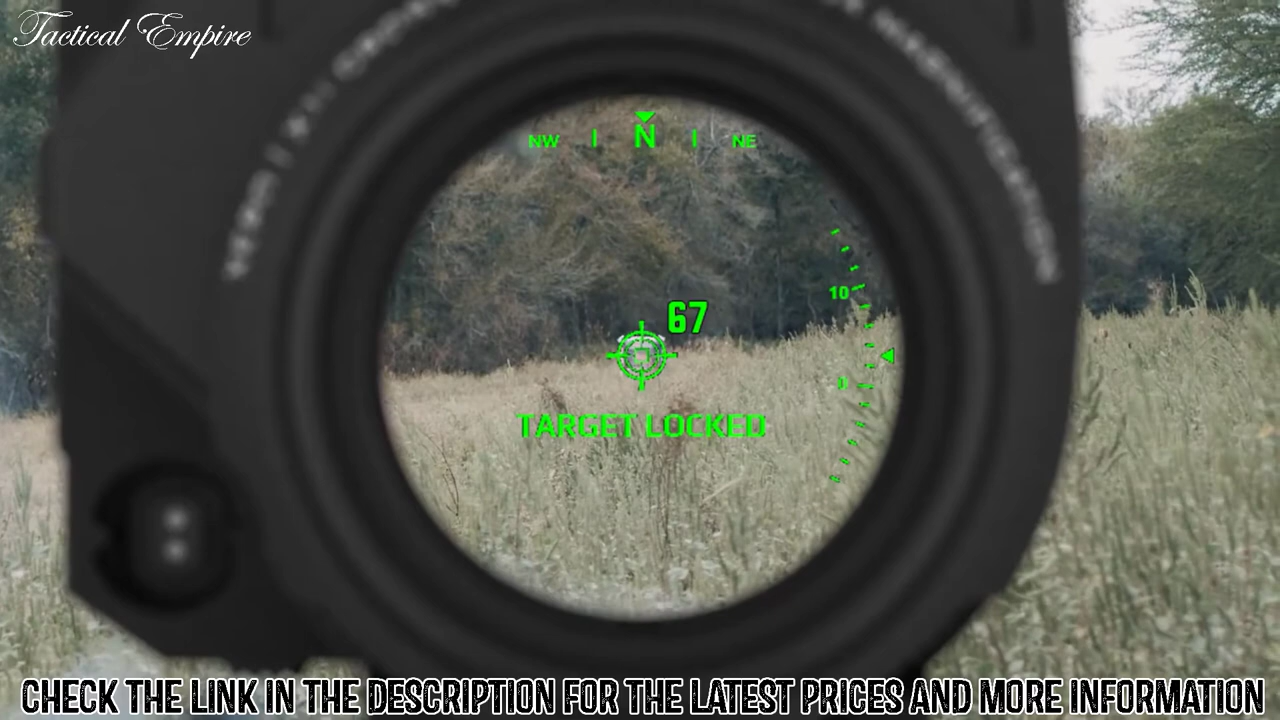 Tactical Empire
NW N NE
67
10
0
TARGET LOCKED
CHECK THE LINK IN THE DESCRIPTION FOR THE LATEST PRICES AND MORE INFORMATION